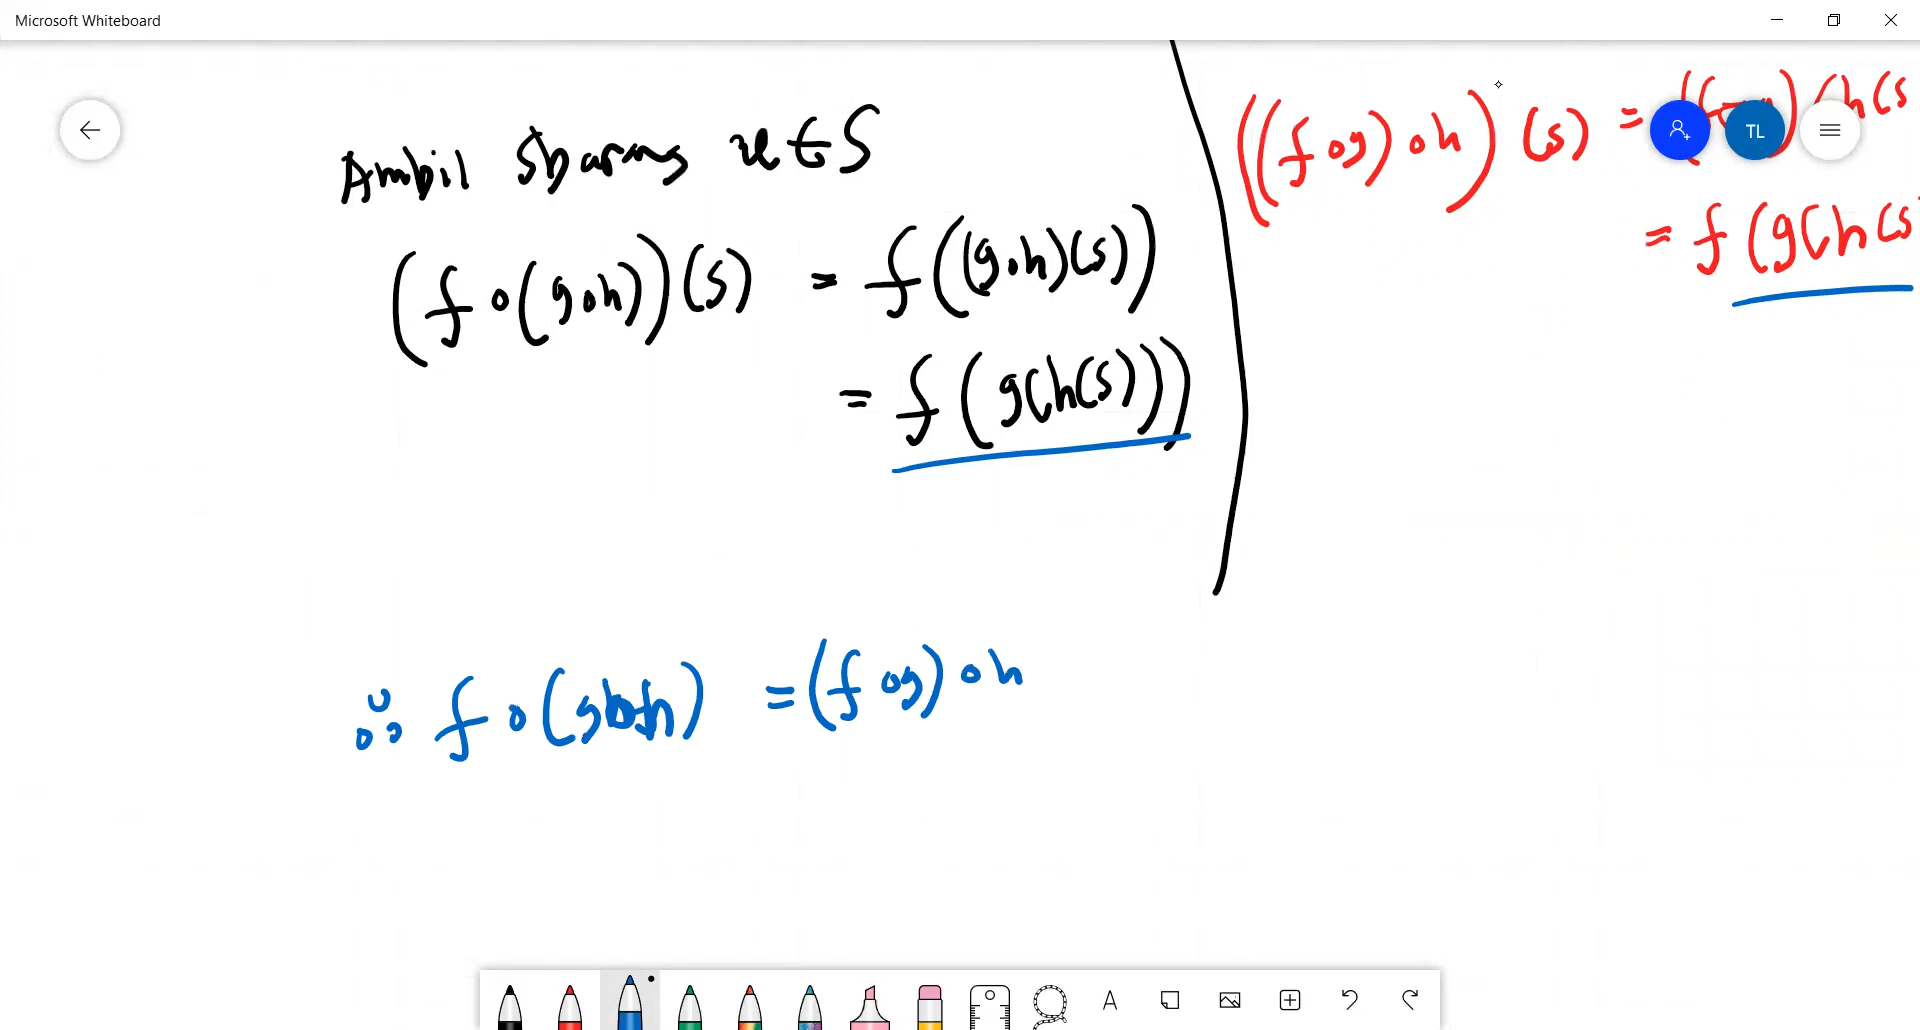 Microsoft Whiteboard
Ambil sbarang x ∈ S
(f ∘ (g ∘ h))(s) = f((g ∘ h)(s))
= f(g(h(s)))
((f ∘ g) ∘ h)(s) = (h(s
= f(g(h(s
TL
∴ f ∘ (g ∘ h) = (f ∘ g) ∘ h
A